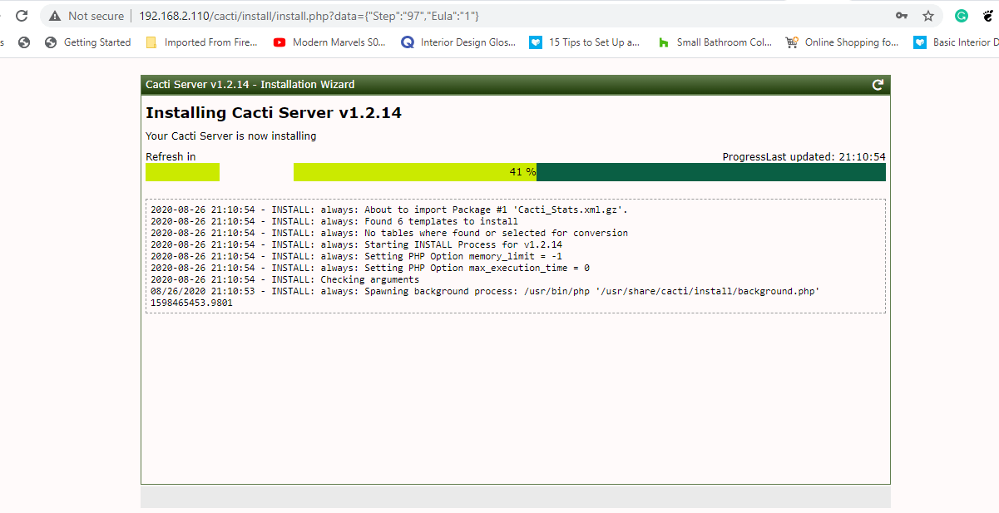 Not secure | 192.168.2.110/cacti/install/install.php?data={"Step":"97","Eula":"1"}
s Getting Started Imported From Fire... Modern Marvels S0... Interior Design Glos... 15 Tips to Set Up a... Small Bathroom Col... Online Shopping fo... Basic Interior D
Cacti Server v1.2.14 - Installation Wizard
Installing Cacti Server v1.2.14
Your Cacti Server is now installing
Refresh in ProgressLast updated: 21:10:54
41 %
2020-08-26 21:10:54 - INSTALL: always: About to import Package #1 'Cacti_Stats.xml.gz'.
2020-08-26 21:10:54 - INSTALL: always: Found 6 templates to install
2020-08-26 21:10:54 - INSTALL: always: No tables where found or selected for conversion
2020-08-26 21:10:54 - INSTALL: always: Starting INSTALL Process for v1.2.14
2020-08-26 21:10:54 - INSTALL: always: Setting PHP Option memory_limit = -1
2020-08-26 21:10:54 - INSTALL: always: Setting PHP Option max_execution_time = 0
2020-08-26 21:10:54 - INSTALL: Checking arguments
08/26/2020 21:10:53 - INSTALL: always: Spawning background process: /usr/bin/php '/usr/share/cacti/install/background.php'
1598465453.9801